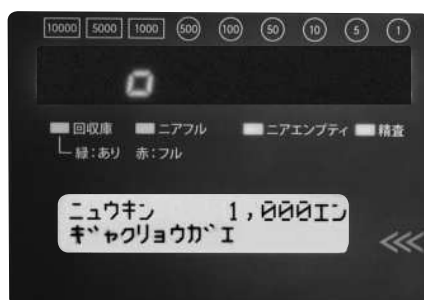 10000 5000 1000 500 100 50 10 5 1
0
回収庫 ニアフル ニアエンプティ 精査
緑:あり 赤:フル
ニュウキン 1,000エン
ギャクリョウガエ